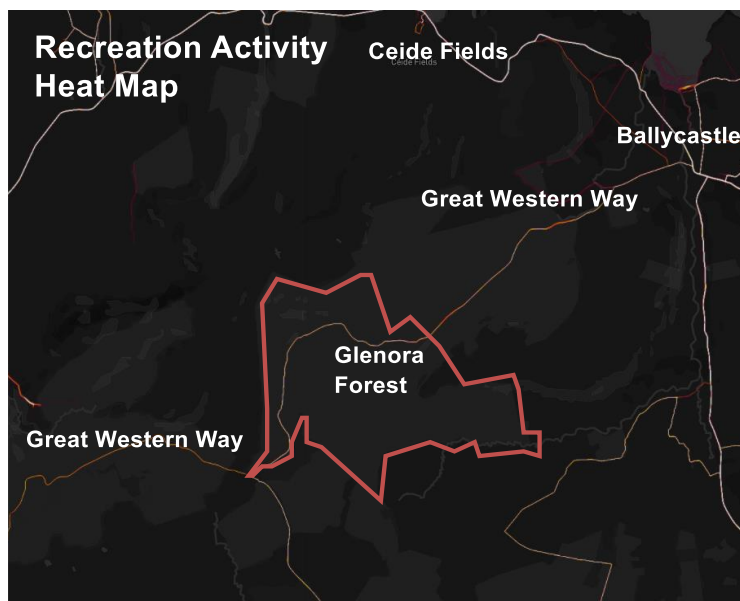 Recreation Activity
Heat Map
Ceide Fields
Ceide Fields
Ballycastle
Great Western Way
Glenora
Forest
Great Western Way